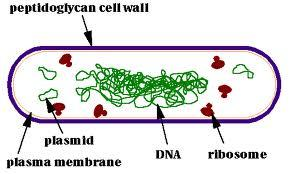 peptidoglycan cell wall
plasmid
plasma membrane
DNA
ribosome